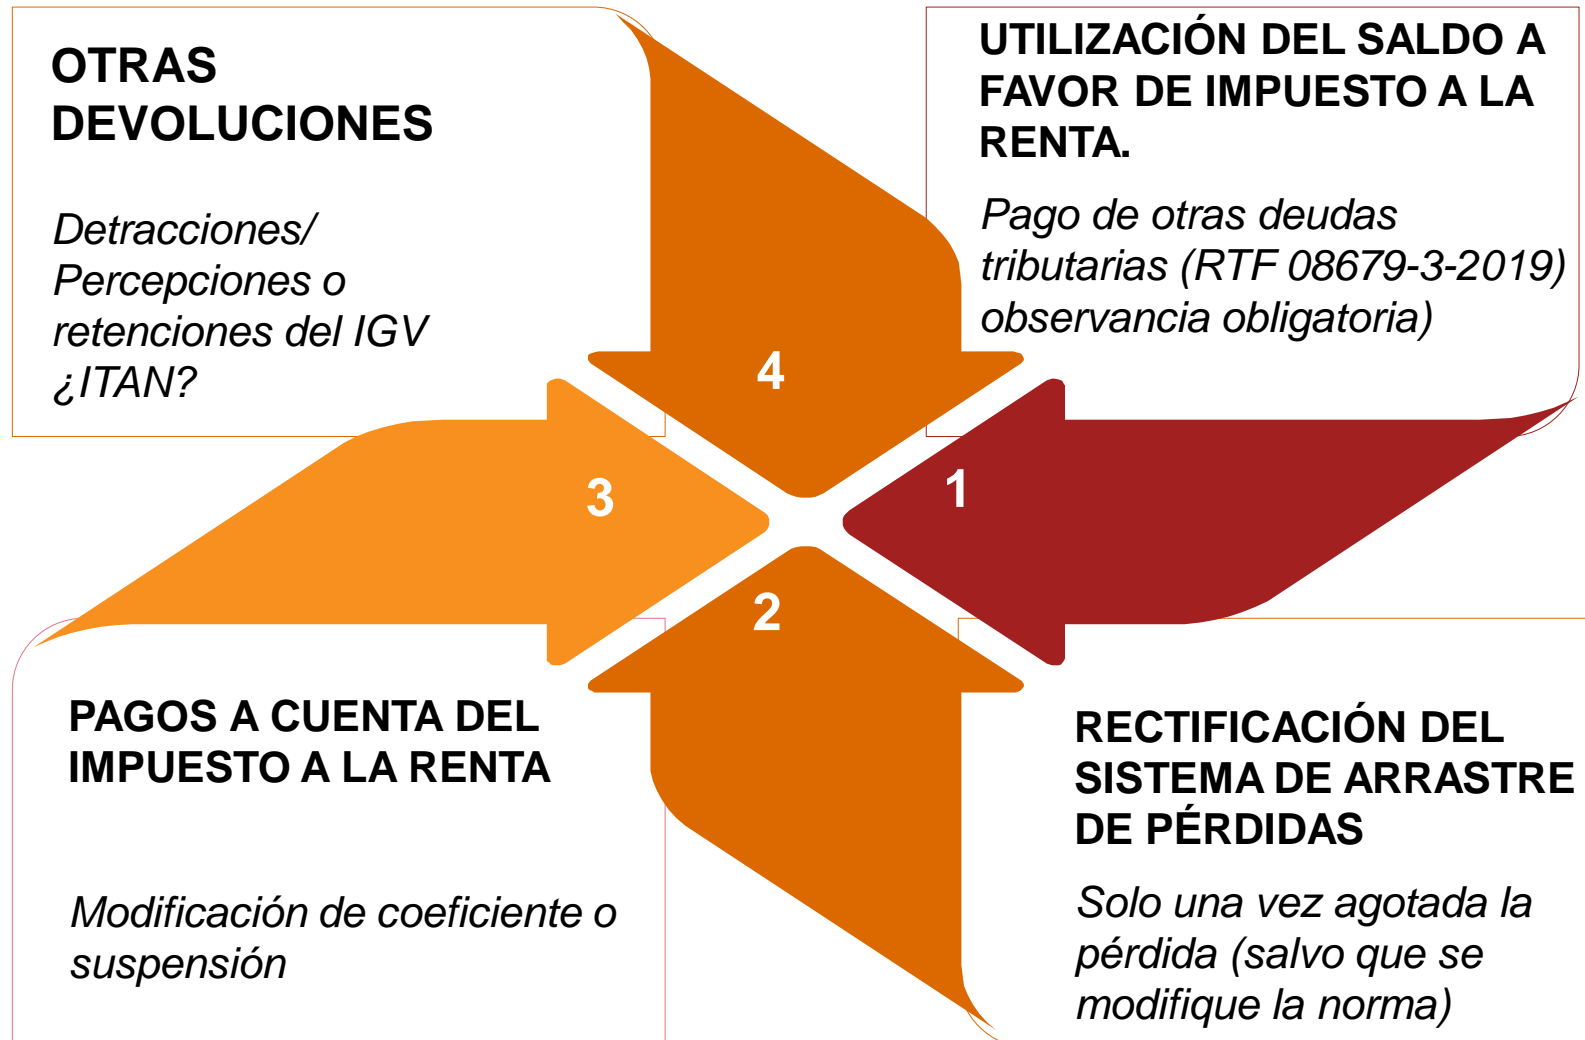 OTRAS
DEVOLUCIONES
Detracciones/
Percepciones o
retenciones del IGV
¿ITAN?
UTILIZACIÓN DEL SALDO A
FAVOR DE IMPUESTO A LA
RENTA.
Pago de otras deudas
tributarias (RTF 08679-3-2019)
observancia obligatoria)
4
3
1
2
PAGOS A CUENTA DEL
IMPUESTO A LA RENTA
Modificación de coeficiente o
suspensión
RECTIFICACIÓN DEL
SISTEMA DE ARRASTRE
DE PÉRDIDAS
Solo una vez agotada la
pérdida (salvo que se
modifique la norma)